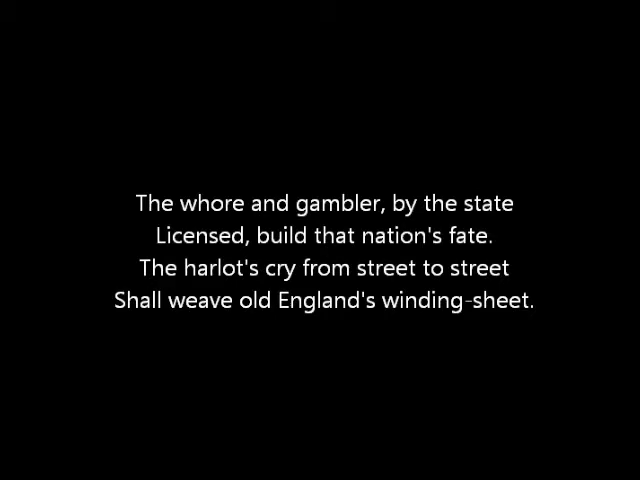 The whore and gambler, by the state
Licensed, build that nation's fate.
The harlot's cry from street to street
Shall weave old England's winding-sheet.